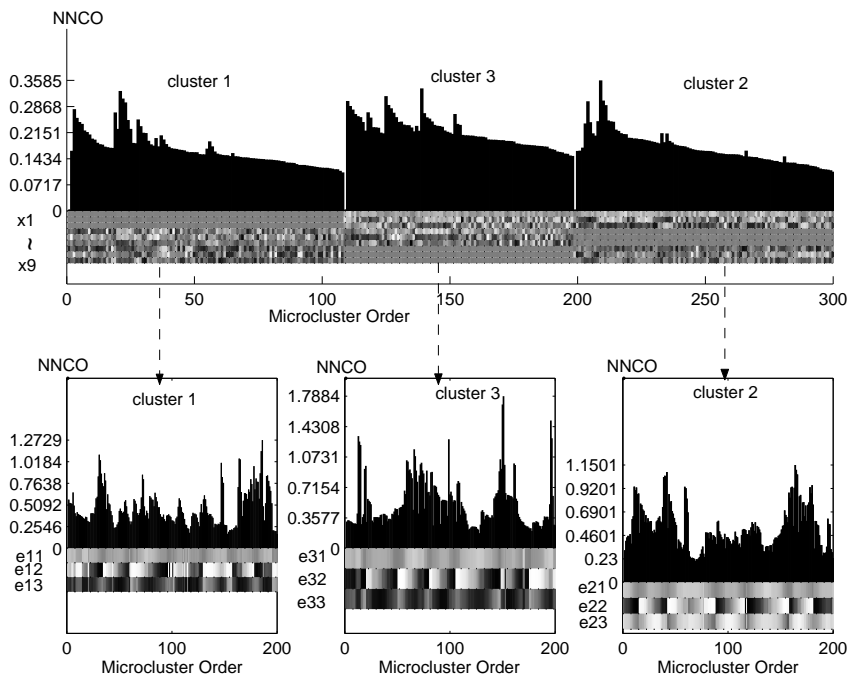 NNCO
0.3585
0.2868
0.2151
0.1434
0.0717
0
cluster 1
cluster 3
cluster 2
x1
~
x9
0 50 100 150 200 250 300
Microcluster Order
NNCO
cluster 1
1.2729
1.0184
0.7638
0.5092
0.2546
0
e11
e12
e13
0 100 200
Microcluster Order
NNCO
cluster 3
1.7884
1.4308
1.0731
0.7154
0.3577
0
e31
e32
e33
0 100 200
Microcluster Order
NNCO
cluster 2
1.1501
0.9201
0.6901
0.4601
0.23
0
e21
e22
e23
0 100 200
Microcluster Order